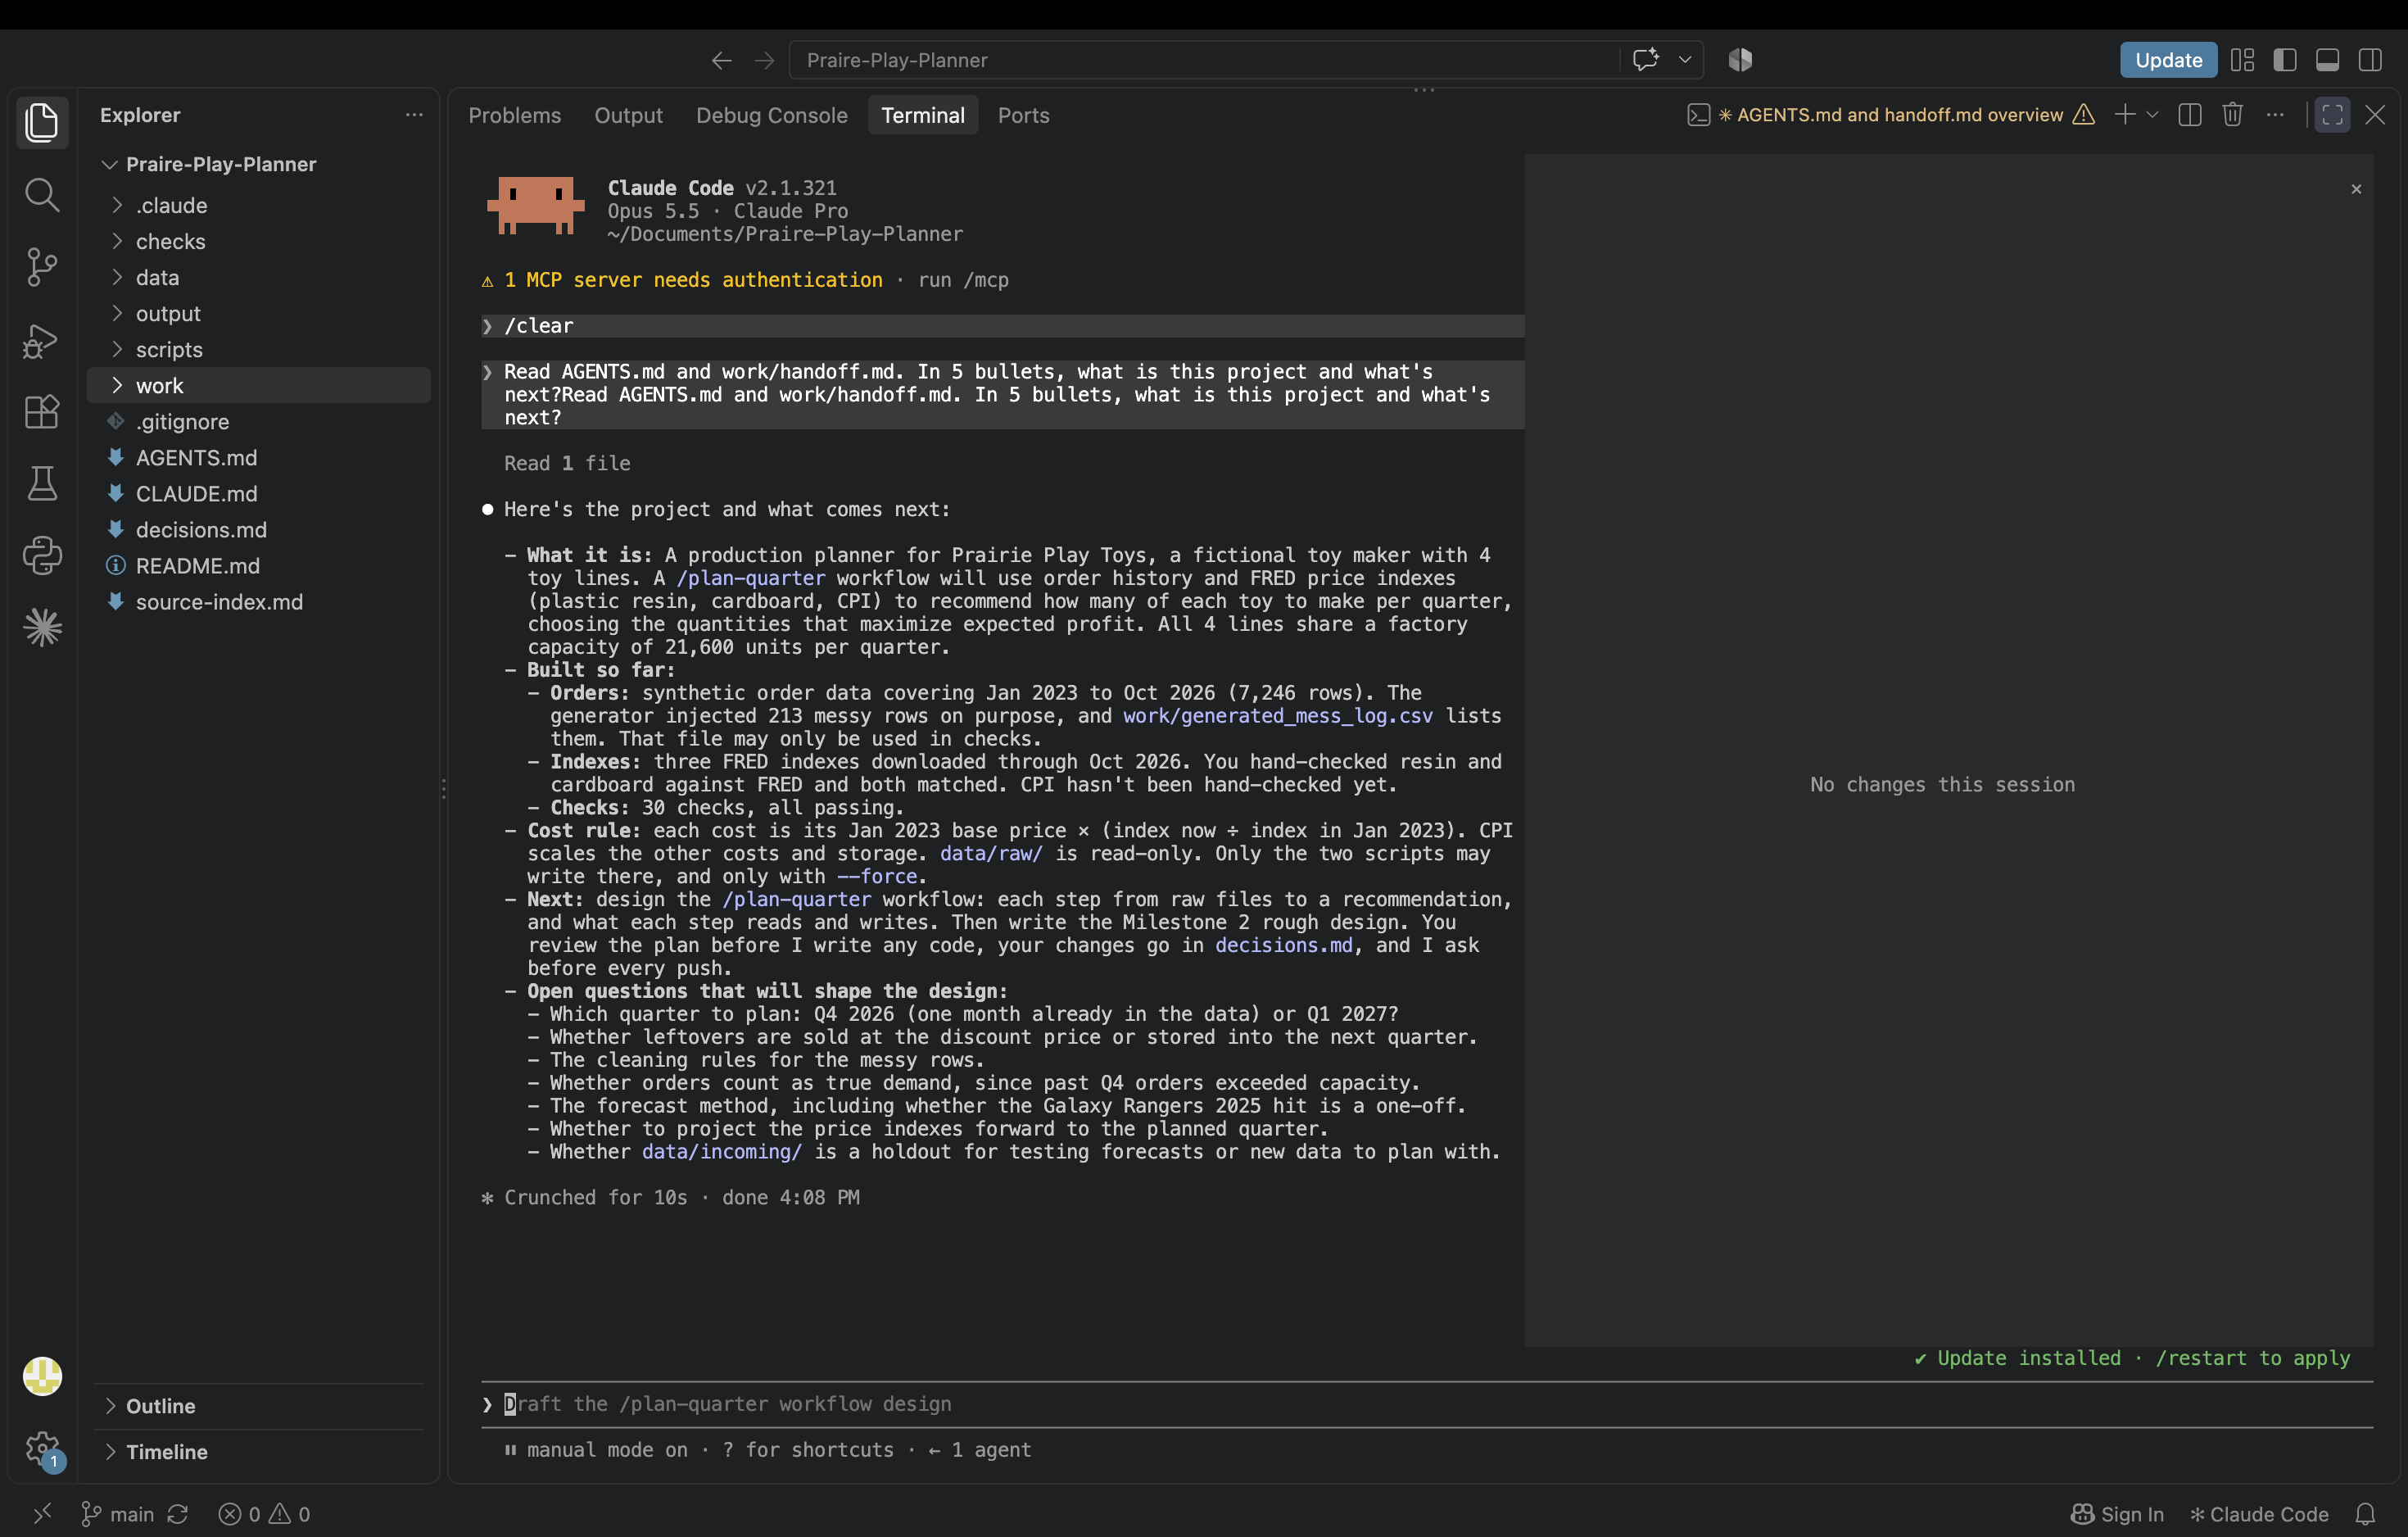 Praire-Play-Planner
Update
Explorer
Praire-Play-Planner
.claude
checks
data
output
scripts
work
.gitignore
AGENTS.md
CLAUDE.md
decisions.md
README.md
source-index.md
Outline
Timeline
Problems Output Debug Console Terminal Ports
AGENTS.md and handoff.md overview
Claude Code v2.1.321
Opus 5.5 · Claude Pro
~/Documents/Praire-Play-Planner
⚠ 1 MCP server needs authentication · run /mcp
❯ /clear
❯ Read AGENTS.md and work/handoff.md. In 5 bullets, what is this project and what's
next?Read AGENTS.md and work/handoff.md. In 5 bullets, what is this project and what's
next?
Read 1 file
● Here's the project and what comes next:
– What it is: A production planner for Prairie Play Toys, a fictional toy maker with 4
toy lines. A /plan-quarter workflow will use order history and FRED price indexes
(plastic resin, cardboard, CPI) to recommend how many of each toy to make per quarter,
choosing the quantities that maximize expected profit. All 4 lines share a factory
capacity of 21,600 units per quarter.
– Built so far:
– Orders: synthetic order data covering Jan 2023 to Oct 2026 (7,246 rows). The
generator injected 213 messy rows on purpose, and work/generated_mess_log.csv lists
them. That file may only be used in checks.
– Indexes: three FRED indexes downloaded through Oct 2026. You hand-checked resin and
cardboard against FRED and both matched. CPI hasn't been hand-checked yet.
– Checks: 30 checks, all passing.
– Cost rule: each cost is its Jan 2023 base price × (index now ÷ index in Jan 2023). CPI
scales the other costs and storage. data/raw/ is read-only. Only the two scripts may
write there, and only with --force.
– Next: design the /plan-quarter workflow: each step from raw files to a recommendation,
and what each step reads and writes. Then write the Milestone 2 rough design. You
review the plan before I write any code, your changes go in decisions.md, and I ask
before every push.
– Open questions that will shape the design:
– Which quarter to plan: Q4 2026 (one month already in the data) or Q1 2027?
– Whether leftovers are sold at the discount price or stored into the next quarter.
– The cleaning rules for the messy rows.
– Whether orders count as true demand, since past Q4 orders exceeded capacity.
– The forecast method, including whether the Galaxy Rangers 2025 hit is a one-off.
– Whether to project the price indexes forward to the planned quarter.
– Whether data/incoming/ is a holdout for testing forecasts or new data to plan with.
✻ Crunched for 10s · done 4:08 PM
No changes this session
✔ Update installed · /restart to apply
❯ Draft the /plan-quarter workflow design
⏸ manual mode on · ? for shortcuts · ← 1 agent
1
main 0 0
Sign In Claude Code